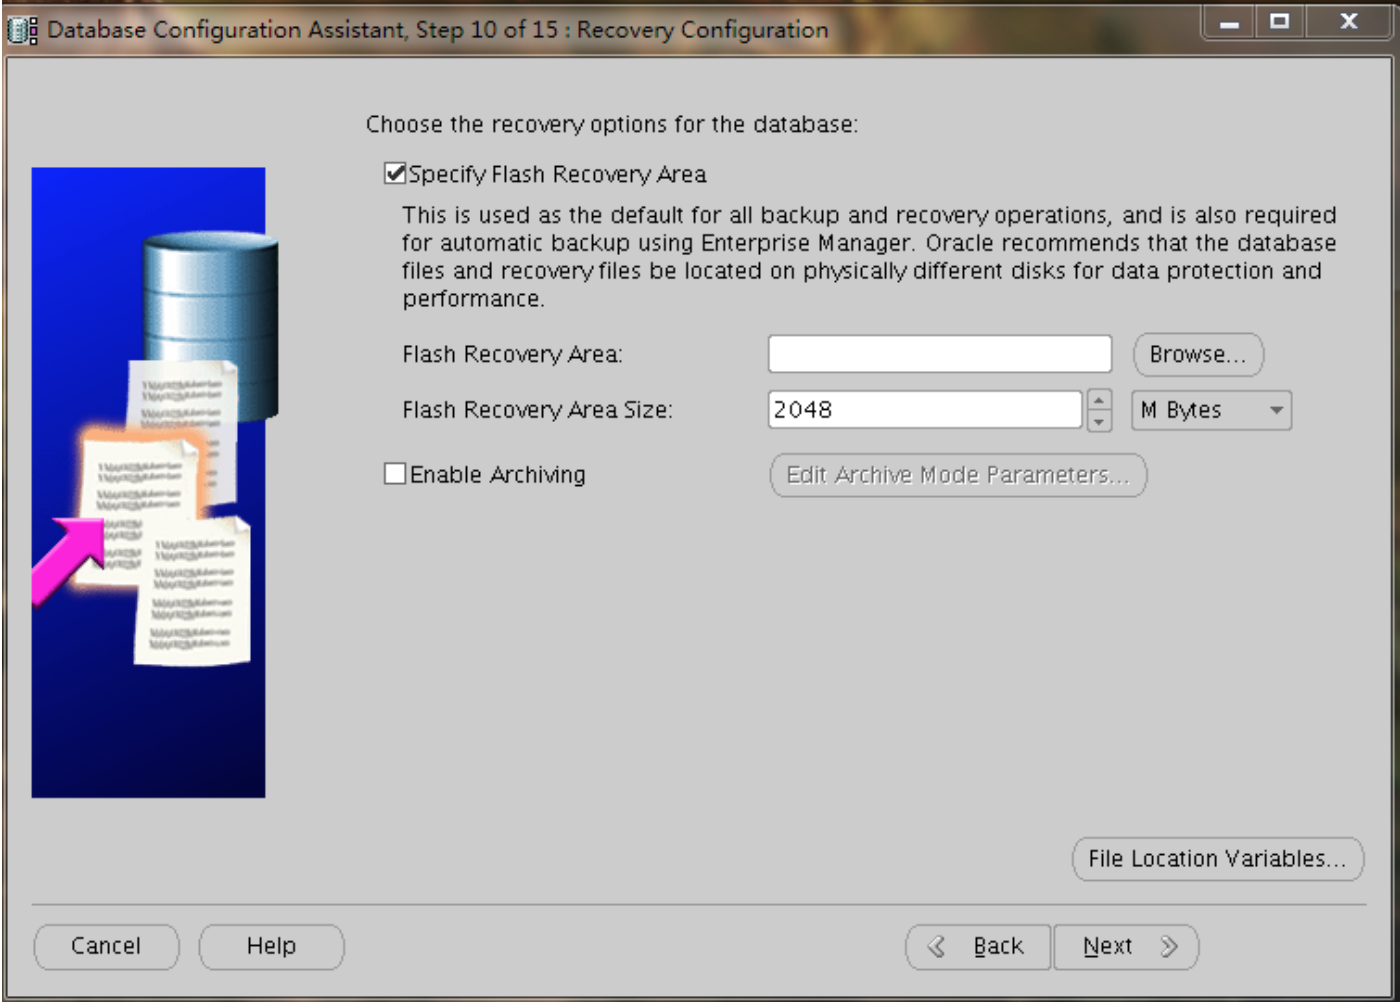 Database Configuration Assistant, Step 10 of 15 : Recovery Configuration
Choose the recovery options for the database:
Specify Flash Recovery Area
This is used as the default for all backup and recovery operations, and is also required
for automatic backup using Enterprise Manager. Oracle recommends that the database
files and recovery files be located on physically different disks for data protection and
performance.
Flash Recovery Area:
Browse...
Flash Recovery Area Size:
2048
M Bytes
Enable Archiving
Edit Archive Mode Parameters...
File Location Variables...
Cancel
Help
Back
Next